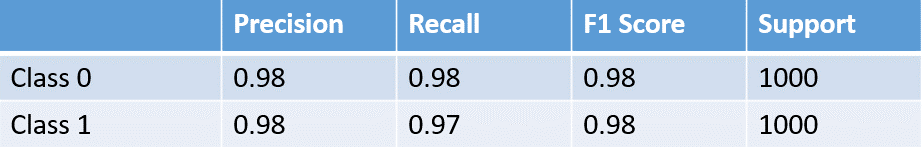 Precision Recall F1 Score Support
Class 0 0.98 0.98 0.98 1000
Class 1 0.98 0.97 0.98 1000